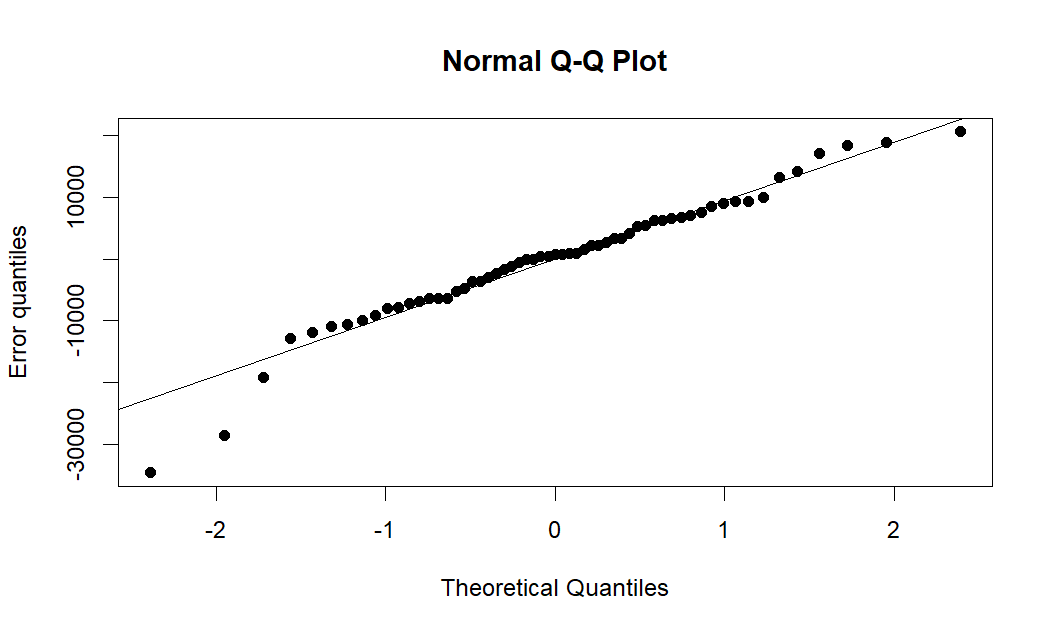 Normal Q-Q Plot
Error quantiles
10000
-10000
-30000
-2
-1
0
1
2
Theoretical Quantiles